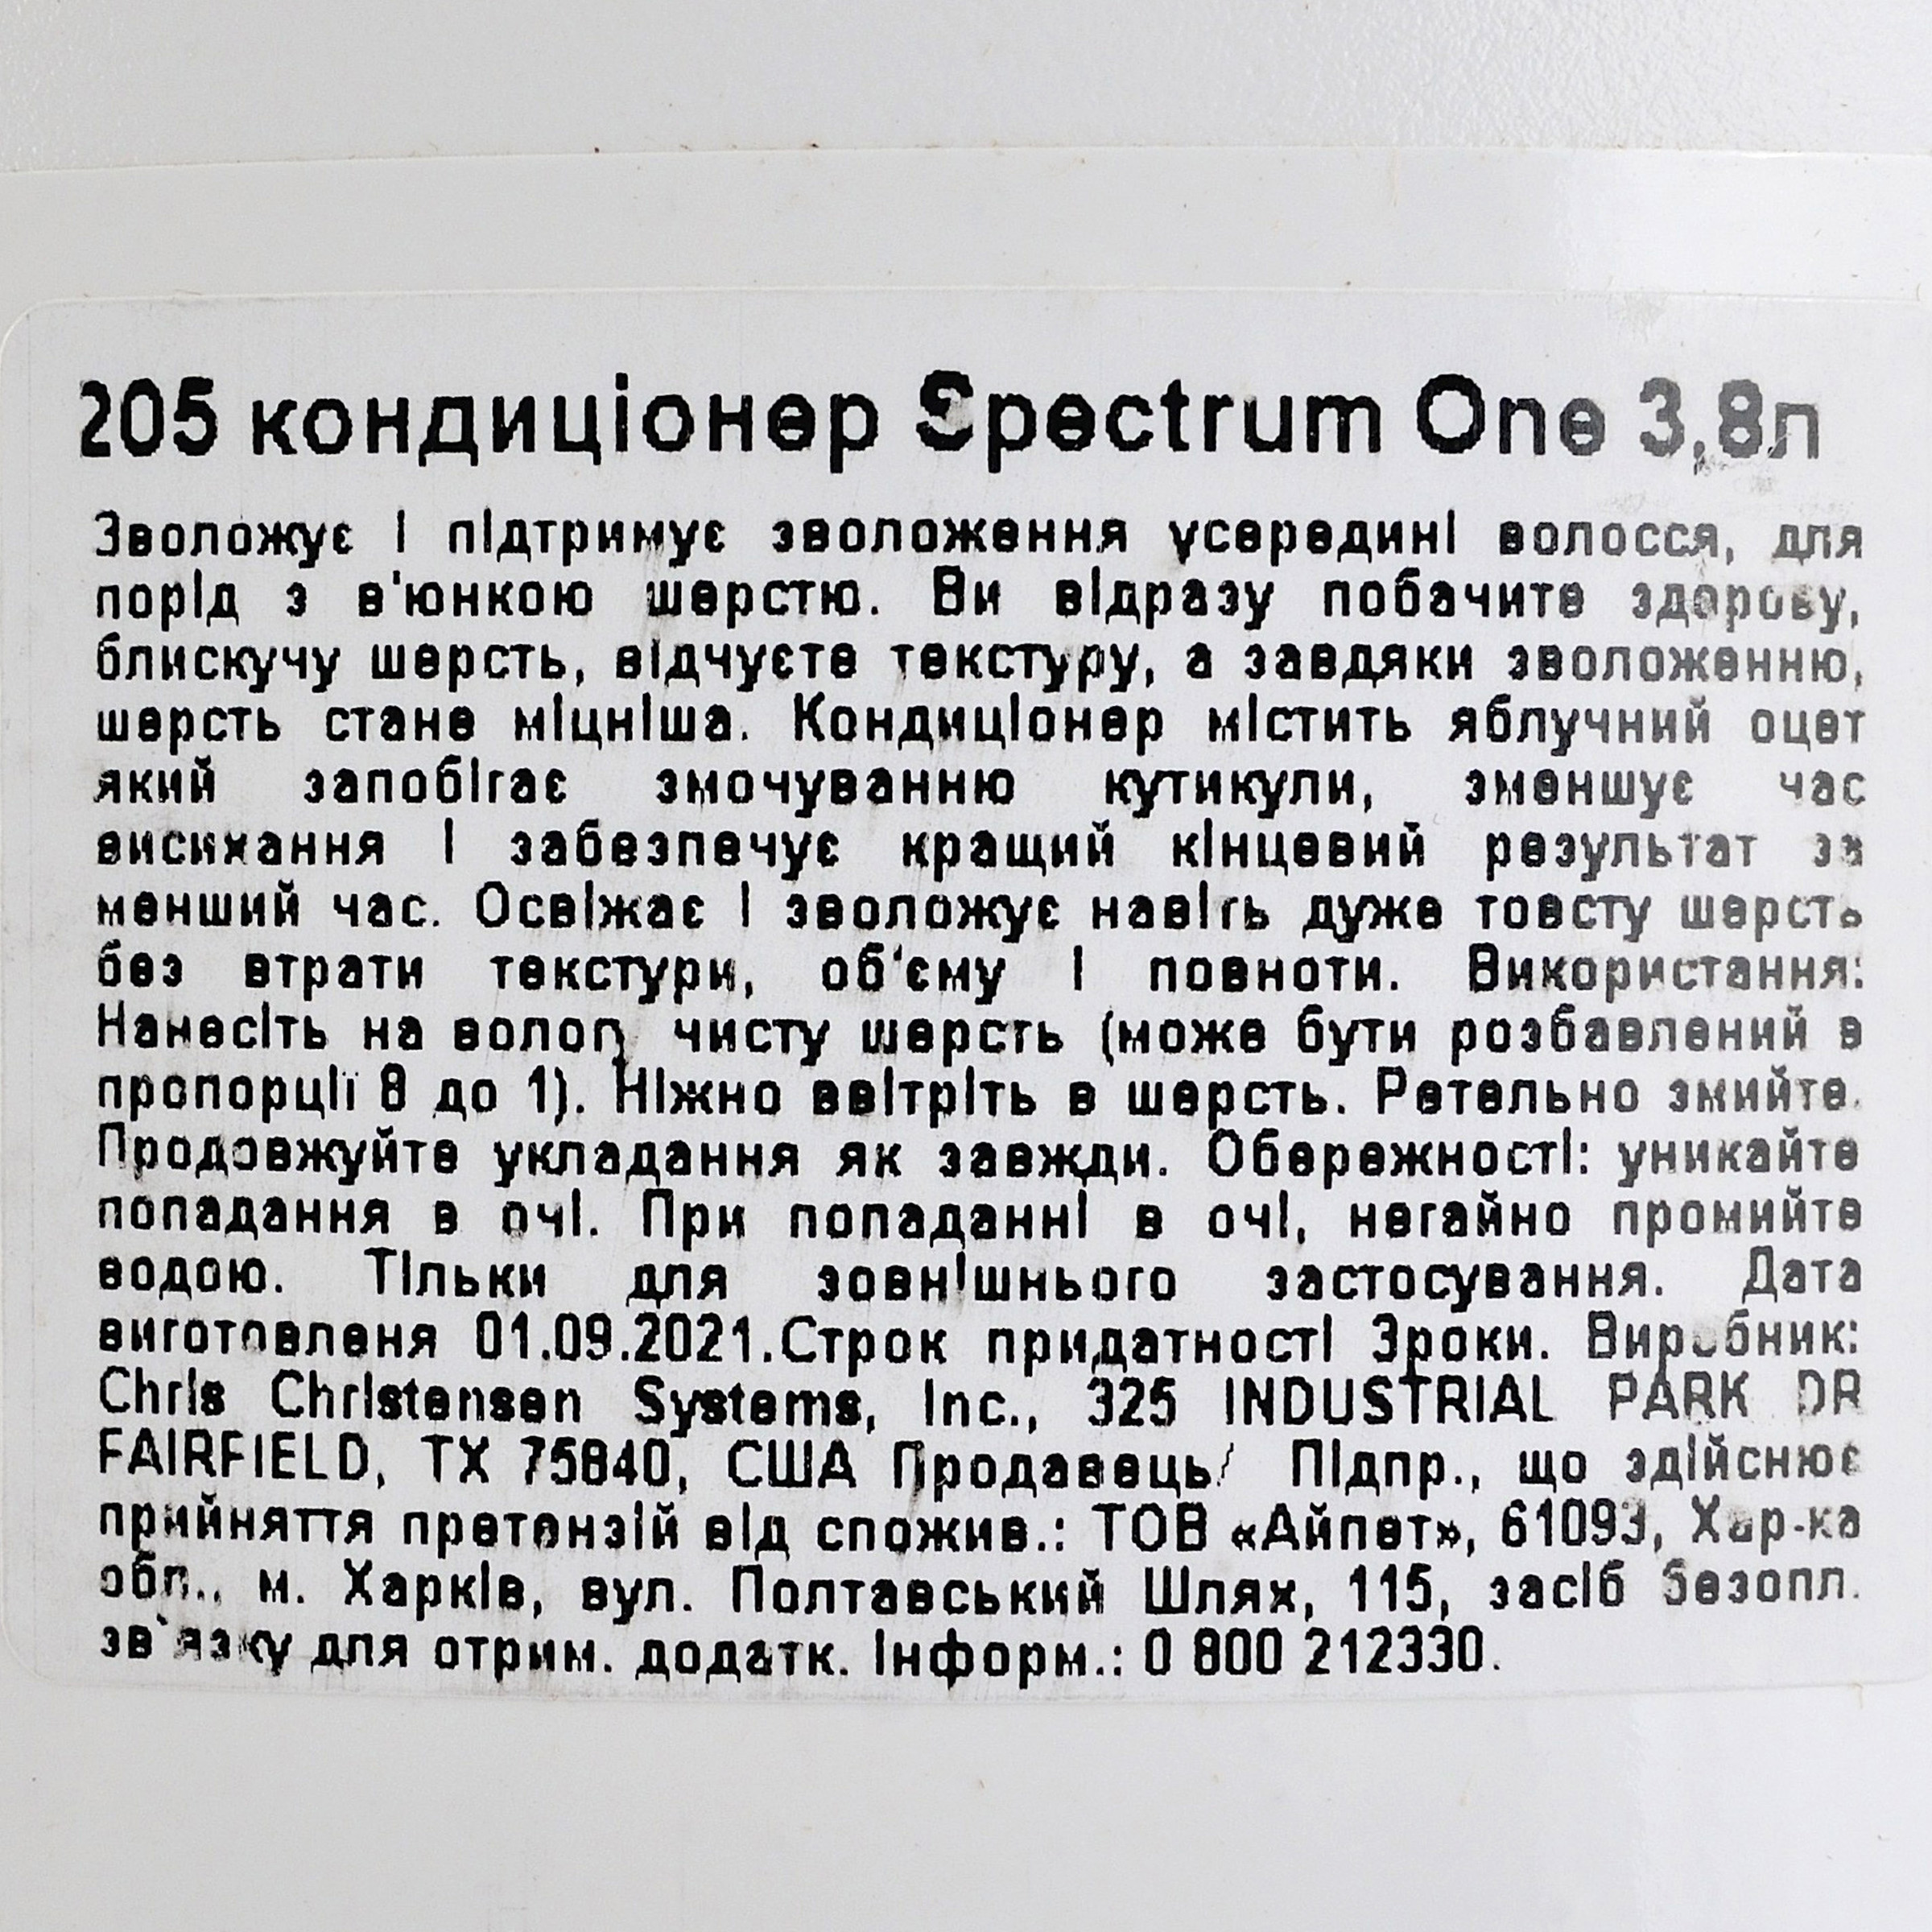 205 кондиціонер Spectrum One 3,8л
Зволожує і підтримує зволоження усередині волосся, для
порід з в'юнкою шерстю. Ви відразу побачите здорову,
блискучу шерсть, відчуєте текстуру, а завдяки зволоженню,
шерсть стане міцніша. Кондиціонер містить яблучний оцет
який запобігає змочуванню кутикули, зменшує час
висихання і забезпечує кращий кінцевий результат за
менший час. Освіжає і зволожує навіть дуже товсту шерсть
без втрати текстури, об'єму і повноти. Використання:
Нанесіть на вологу чисту шерсть (може бути розбавлений в
пропорції 8 до 1). Ніжно ввітріть в шерсть. Ретельно змийте.
Продовжуйте укладання як завжди. Обережності: уникайте
попадання в очі. При попаданні в очі, негайно промийте
водою. Тільки для зовнішнього застосування. Дата
виготовленя 01.09.2021.Строк придатності 3роки. Виробник:
Chris Christensen Systems, Inc., 325 INDUSTRIAL PARK DR
FAIRFIELD, TX 75840, США Продавець/ Підпр., що здійснює
прийняття претензій від спожив.: ТОВ «Айпет», 61093, Хар-ка
обл., м. Харків, вул. Полтавський Шлях, 115, засіб безопл.
зв`язку для отрим. додатк. інформ.: 0 800 212330.